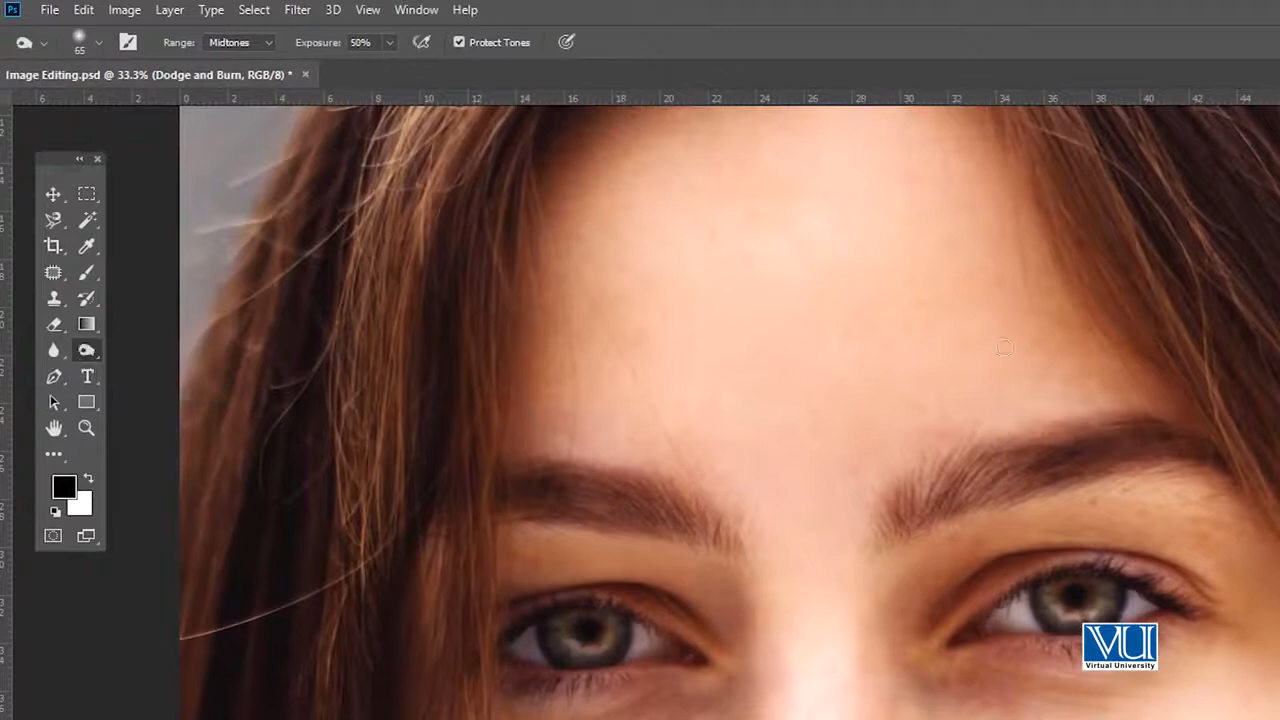 Ps File Edit Image Layer Type Select Filter 3D View Window Help
65 Range: Midtones Exposure: 50% Protect Tones
Image Editing.psd @ 33.3% (Dodge and Burn, RGB/8) * ×
6 4 2 0 2 4 6 8 10 12 14 16 18 20 22 24 26 28 30 32 34 36 38 40 42 44
T
VU
Virtual University